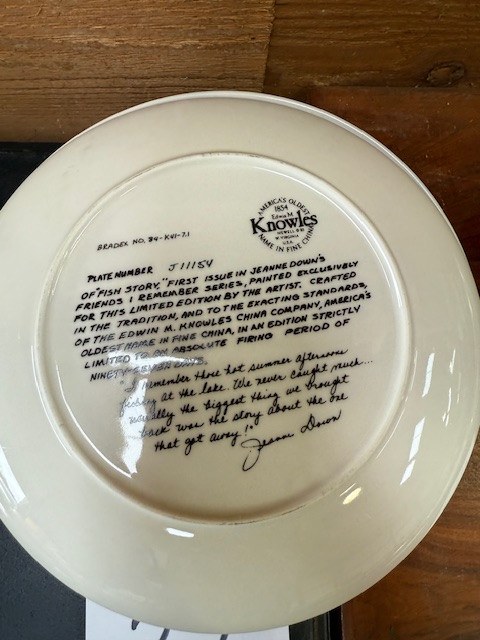 AMERICA'S OLDEST
1854
Edwin M.
Knowles
NEWELL
W. VIRGINIA
U.S.A.
NAME IN FINE CHINA
BRADEX NO. 84-K41-7.1
PLATE NUMBER J11154
OF "FISH STORY," FIRST ISSUE IN JEANNE DOWN'S
FRIENDS I REMEMBER SERIES, PAINTED EXCLUSIVELY
FOR THIS LIMITED EDITION BY THE ARTIST. CRAFTED
IN THE TRADITION, AND TO THE EXACTING STANDARDS,
OF THE EDWIN M. KNOWLES CHINA COMPANY, AMERICA'S
OLDEST NAME IN FINE CHINA, IN AN EDITION STRICTLY
LIMITED TO AN ABSOLUTE FIRING PERIOD OF
NINETY-SEVEN DAYS.
"I remember those hot summer afternoons
fishing at the lake. We never caught much...
usually the biggest thing we brought
back was the story about the one
that got away!"
Jeanne Down